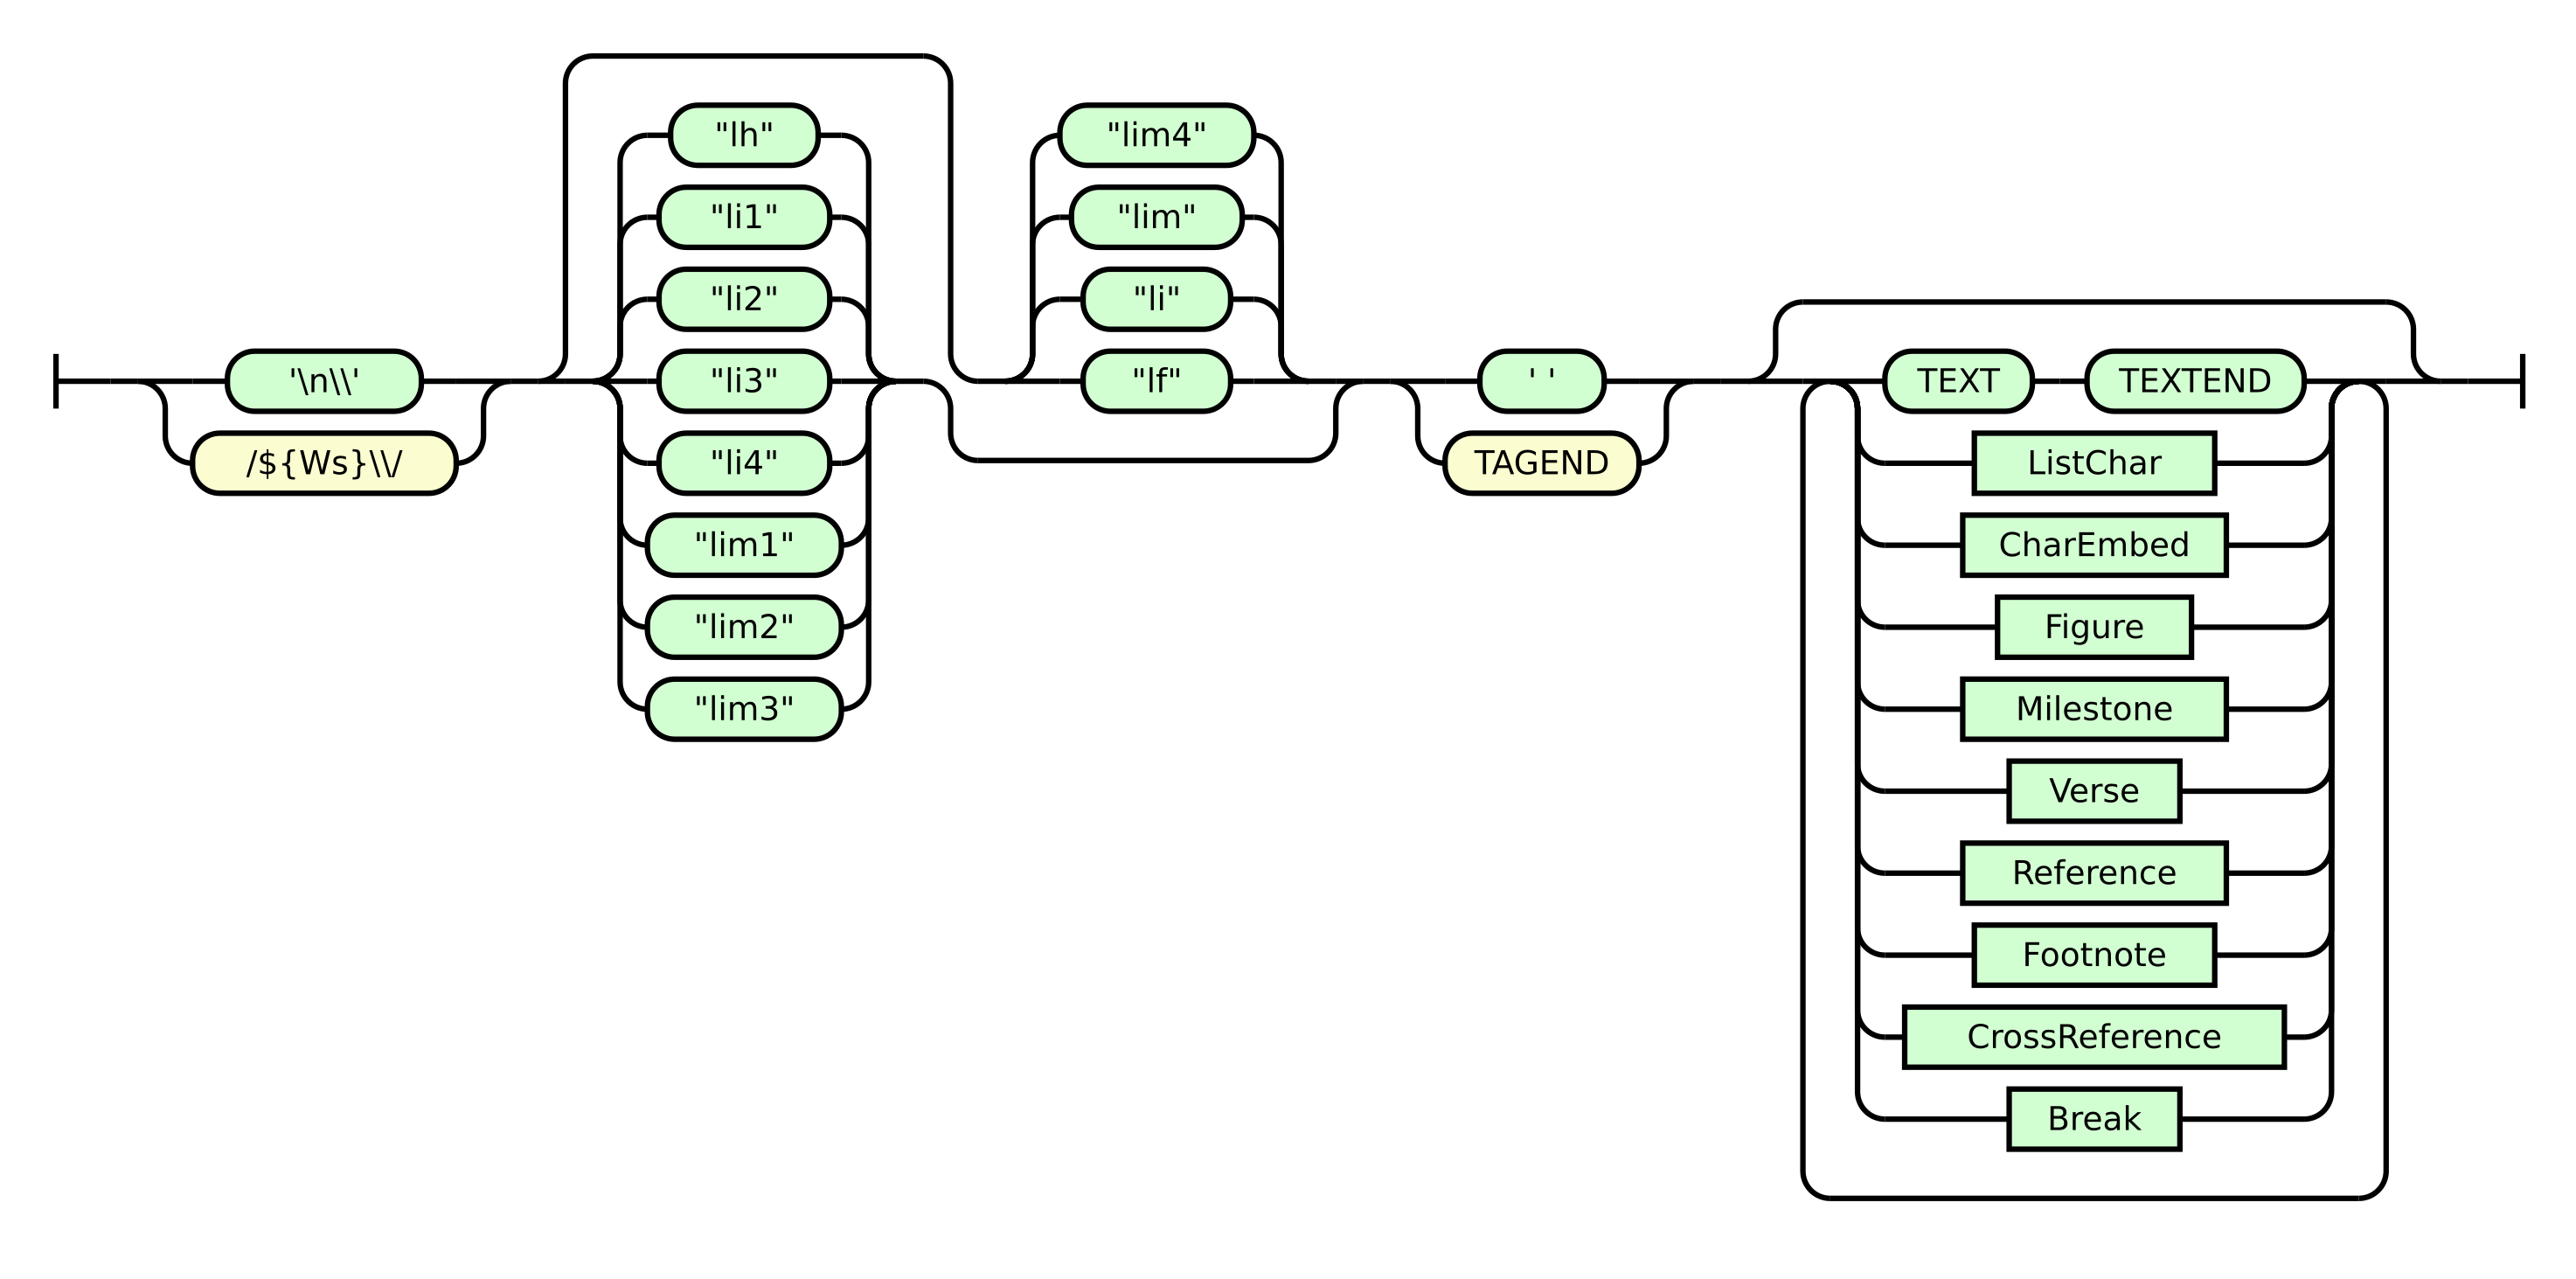 '\n\\'
/${Ws}\\/
"lh"
"li1"
"li2"
"li3"
"li4"
"lim1"
"lim2"
"lim3"
"lim4"
"lim"
"li"
"lf"
' '
TAGEND
TEXT TEXTEND
ListChar
CharEmbed
Figure
Milestone
Verse
Reference
Footnote
CrossReference
Break